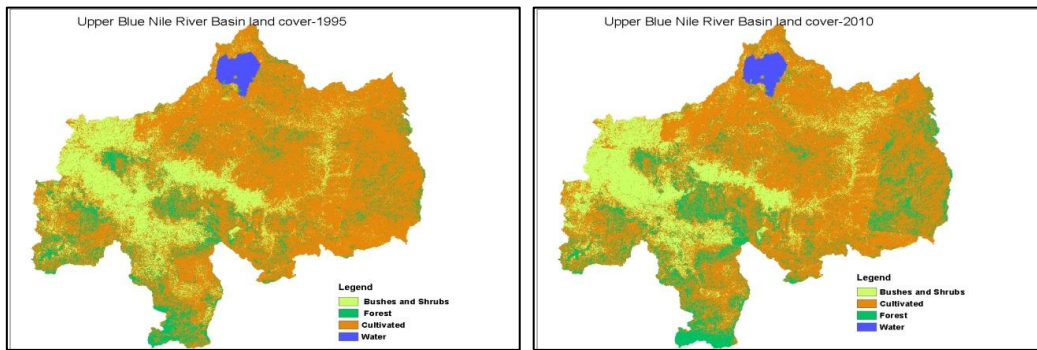 Upper Blue Nile River Basin land cover-1995
Legend
Bushes and Shrubs
Forest
Cultivated
Water
Upper Blue Nile River Basin land cover-2010
Legend
Bushes and Shrubs
Cultivated
Forest
Water